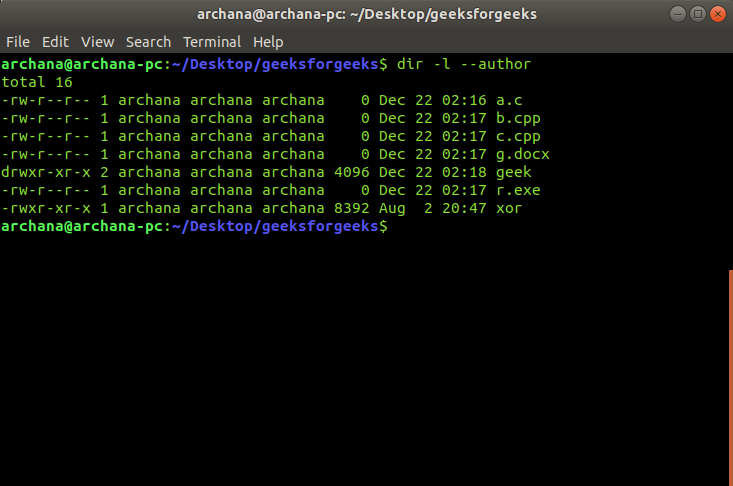 archana@archana-pc: ~/Desktop/geeksforgeeks
File Edit View Search Terminal Help
archana@archana-pc:~/Desktop/geeksforgeeks$ dir -l --author
total 16
-rw-r--r-- 1 archana archana archana    0 Dec 22 02:16 a.c
-rw-r--r-- 1 archana archana archana    0 Dec 22 02:17 b.cpp
-rw-r--r-- 1 archana archana archana    0 Dec 22 02:17 c.cpp
-rw-r--r-- 1 archana archana archana    0 Dec 22 02:17 g.docx
drwxr-xr-x 2 archana archana archana 4096 Dec 22 02:18 geek
-rw-r--r-- 1 archana archana archana    0 Dec 22 02:17 r.exe
-rwxr-xr-x 1 archana archana archana 8392 Aug  2 20:47 xor
archana@archana-pc:~/Desktop/geeksforgeeks$